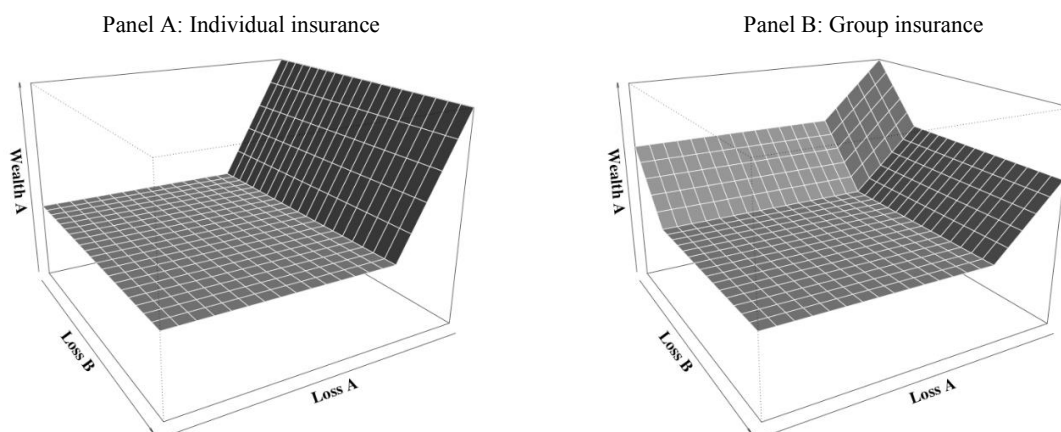 Panel A: Individual insurance
Wealth A
Loss B
Loss A
Panel B: Group insurance
Wealth A
Loss B
Loss A